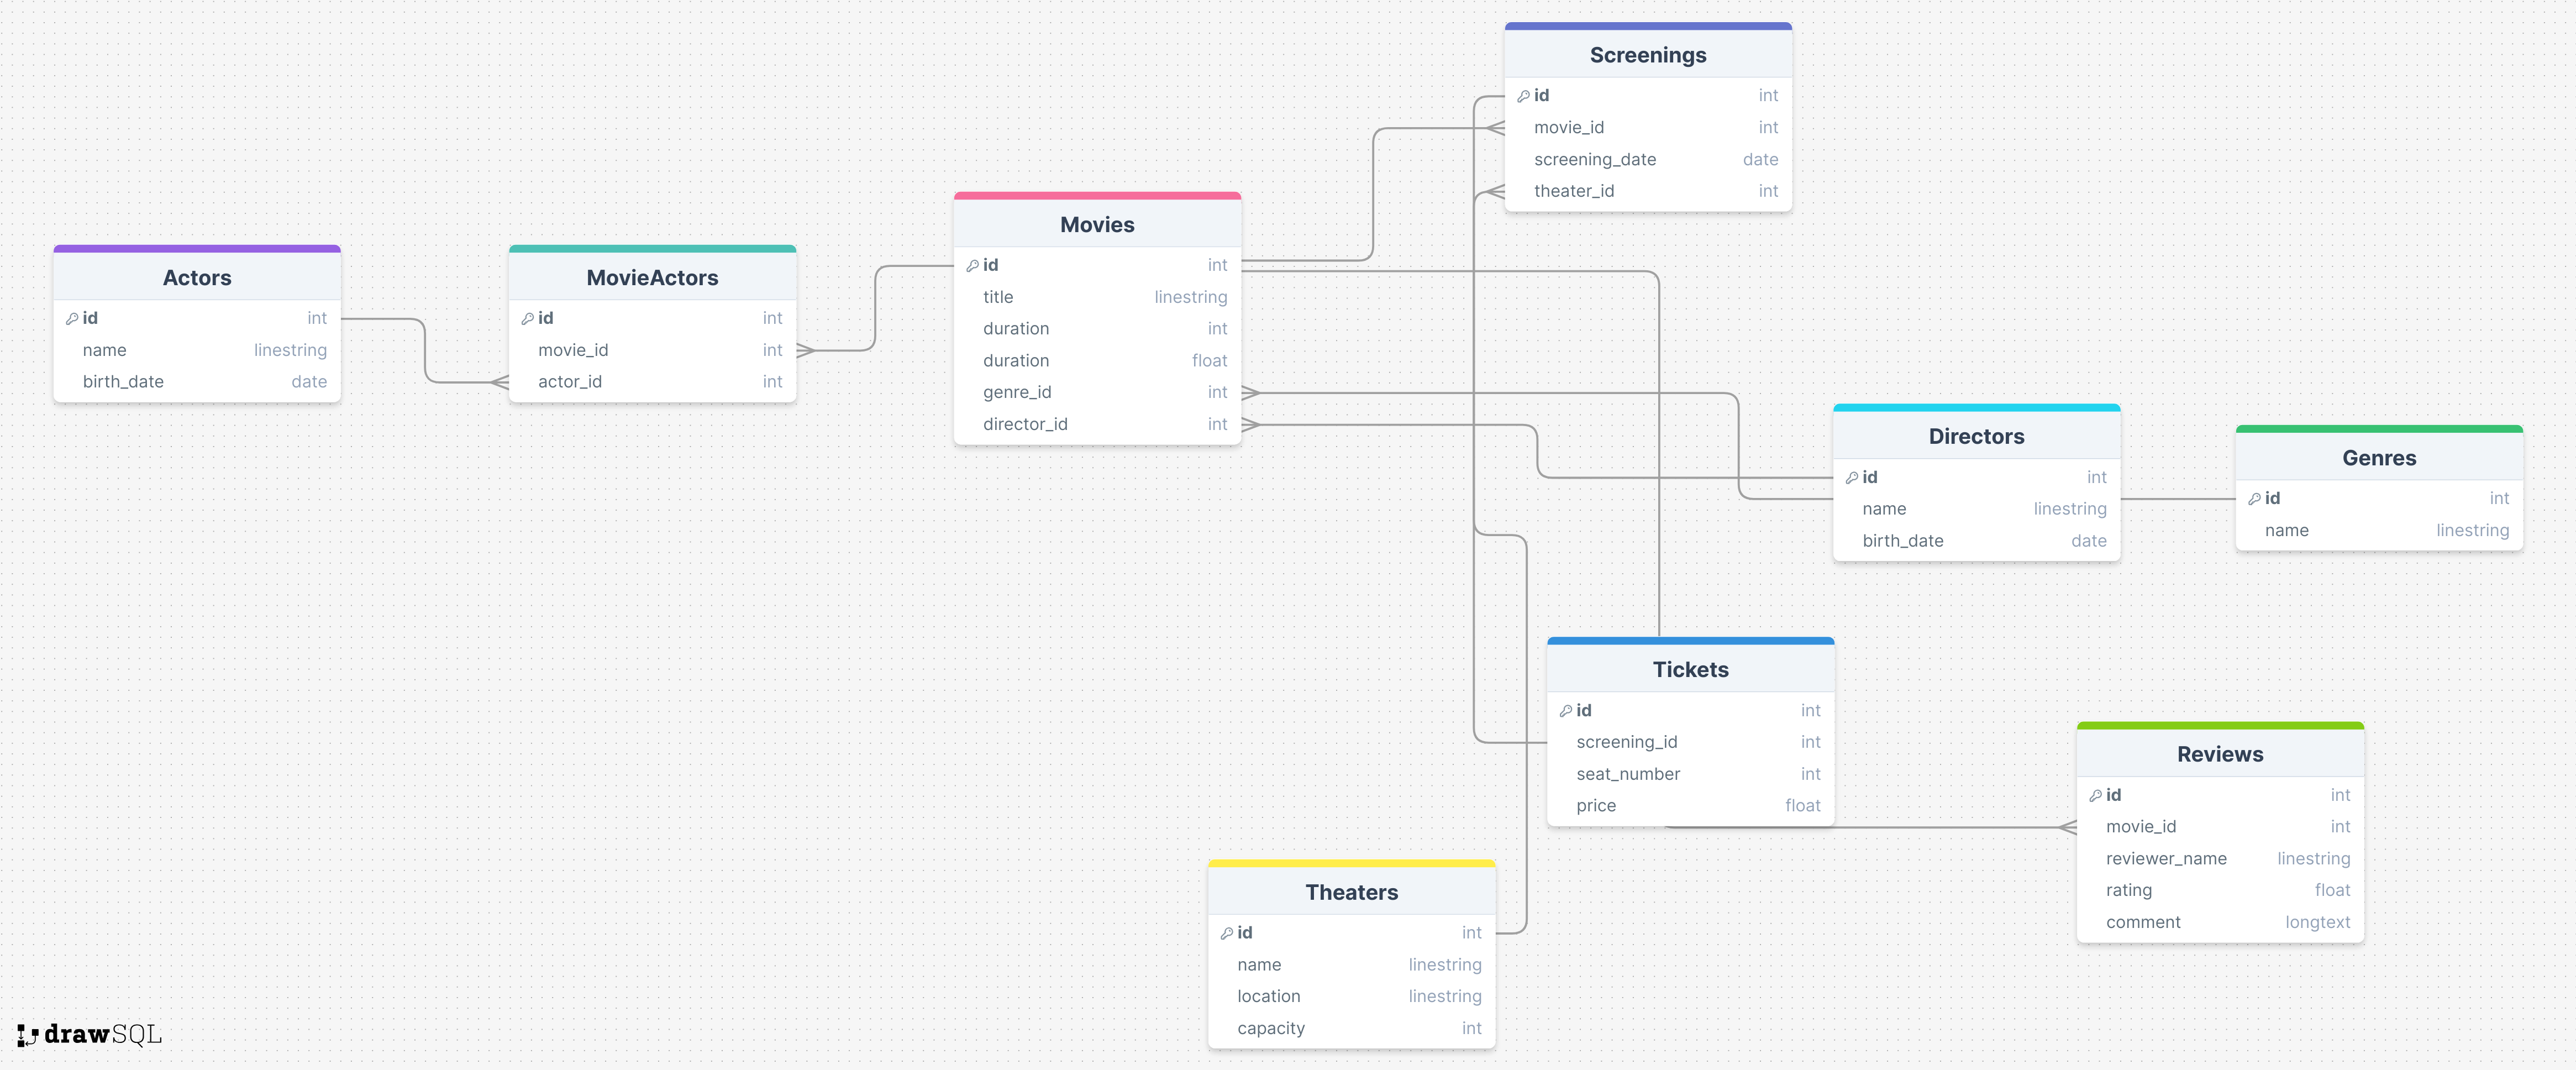 Screenings
id int
movie_id int
screening_date date
theater_id int
Movies
id int
title linestring
duration int
duration float
genre_id int
director_id int
Actors
id int
name linestring
birth_date date
MovieActors
id int
movie_id int
actor_id int
Directors
id int
name linestring
birth_date date
Genres
id int
name linestring
Tickets
id int
screening_id int
seat_number int
price float
Reviews
id int
movie_id int
reviewer_name linestring
rating float
comment longtext
Theaters
id int
name linestring
location linestring
capacity int
drawSQL